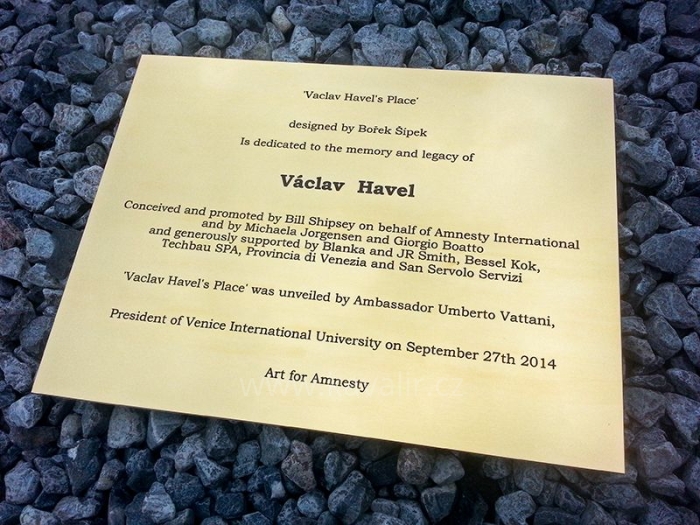 'Vaclav Havel's Place'
designed by Bořek Šípek
Is dedicated to the memory and legacy of
Václav Havel
Conceived and promoted by Bill Shipsey on behalf of Amnesty International
and by Michaela Jorgensen and Giorgio Boatto
and generously supported by Blanka and JR Smith, Bessel Kok,
Techbau SPA, Provincia di Venezia and San Servolo Servizi
'Vaclav Havel's Place' was unveiled by Ambassador Umberto Vattani,
President of Venice International University on September 27th 2014
Art for Amnesty